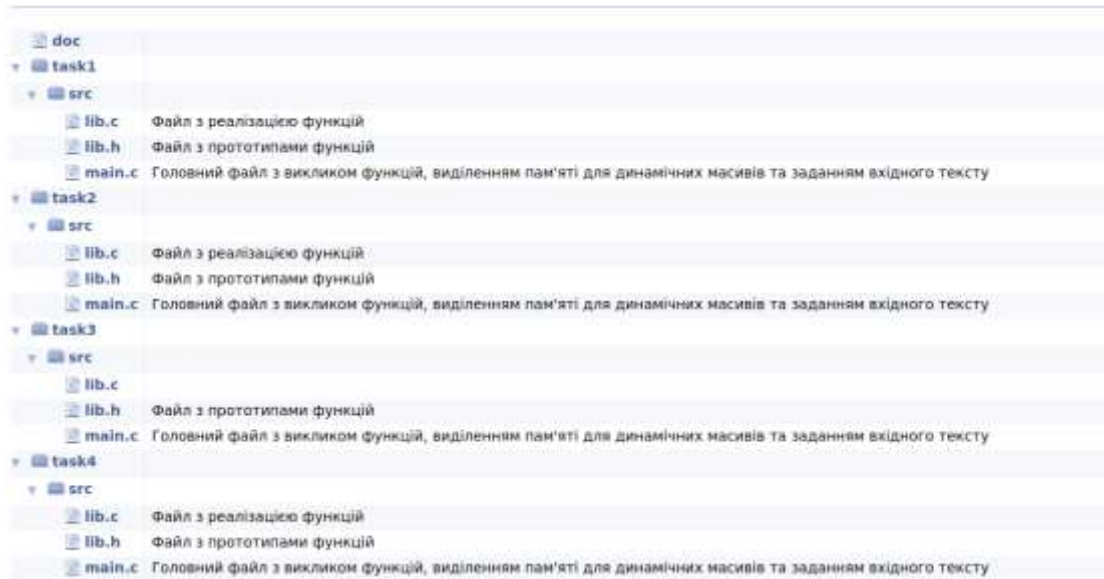 doc
task1
src
lib.c Файл з реалізацією функцій
lib.h Файл з прототипами функцій
main.c Головний файл з викликом функцій, виділенням пам'яті для динамічних масивів та заданням вхідного тексту
task2
src
lib.c Файл з реалізацією функцій
lib.h Файл з прототипами функцій
main.c Головний файл з викликом функцій, виділенням пам'яті для динамічних масивів та заданням вхідного тексту
task3
src
lib.c
lib.h Файл з прототипами функцій
main.c Головний файл з викликом функцій, виділенням пам'яті для динамічних масивів та заданням вхідного тексту
task4
src
lib.c Файл з реалізацією функцій
lib.h Файл з прототипами функцій
main.c Головний файл з викликом функцій, виділенням пам'яті для динамічних масивів та заданням вхідного тексту